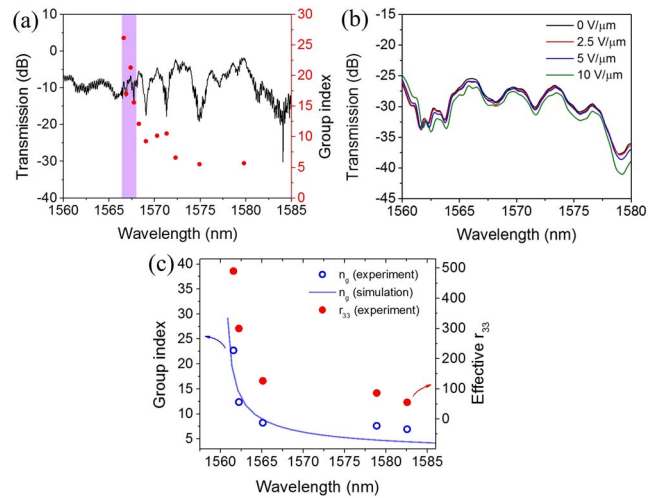 (a)
10
0
-10
-20
-30
-40
Transmission (dB)
30
25
20
15
10
5
0
Group index
1560 1565 1570 1575 1580 1585
Wavelength (nm)
(b)
-15
-20
-25
-30
-35
-40
-45
Transmission (dB)
0 V/μm
2.5 V/μm
5 V/μm
10 V/μm
1560 1565 1570 1575 1580
Wavelength (nm)
(c)
40
35
30
25
20
15
10
5
Group index
n_g (experiment)
n_g (simulation)
r_33 (experiment)
500
400
300
200
100
0
Effective r_33
1560 1565 1570 1575 1580 1585
Wavelength (nm)